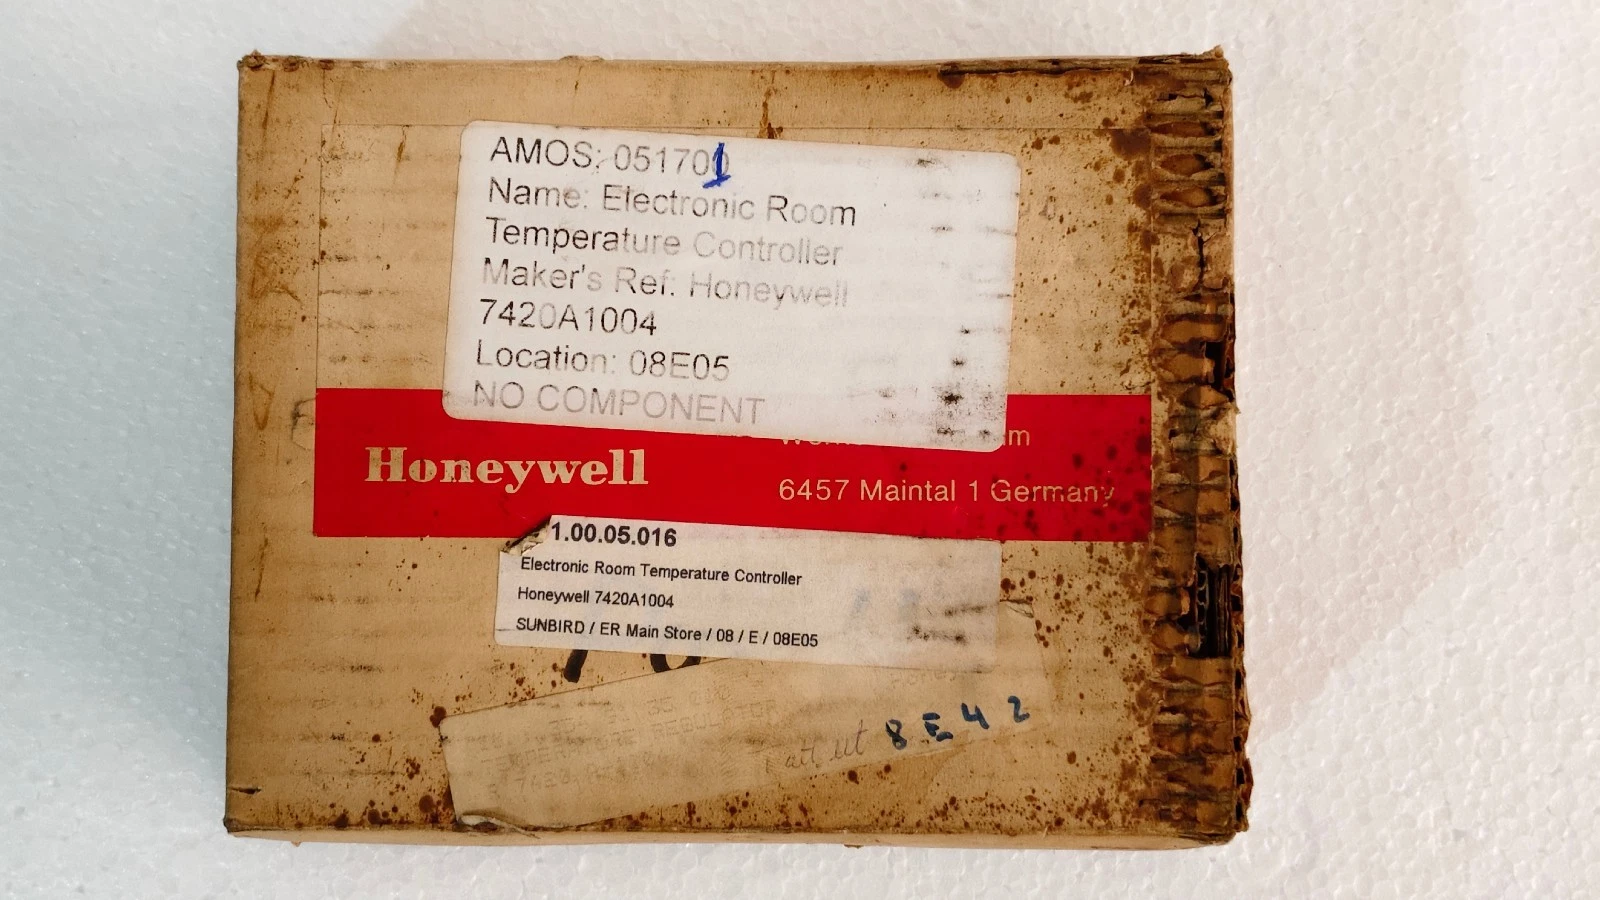 AMOS: 051701
Name: Electronic Room
Temperature Controller
Maker's Ref: Honeywell
7420A1004
Location: 08E05
NO COMPONENT
Honeywell
6457 Maintal 1 Germany
1.00.05.016
Electronic Room Temperature Controller
Honeywell 7420A1004
SUNBIRD / ER Main Store / 08 / E / 08E05
8E42